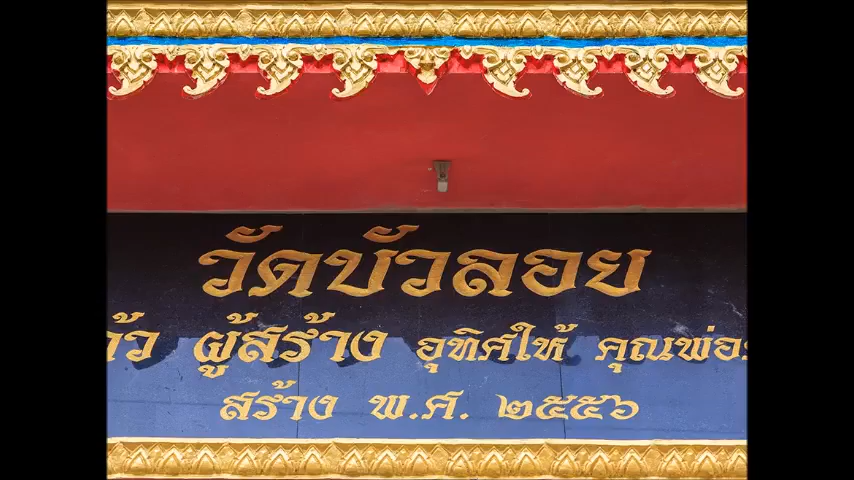 วัดบัวลอย
ผู้สร้าง อุทิศให้ คุณพ่อ
สร้าง พ.ศ. ๒๕๕๖